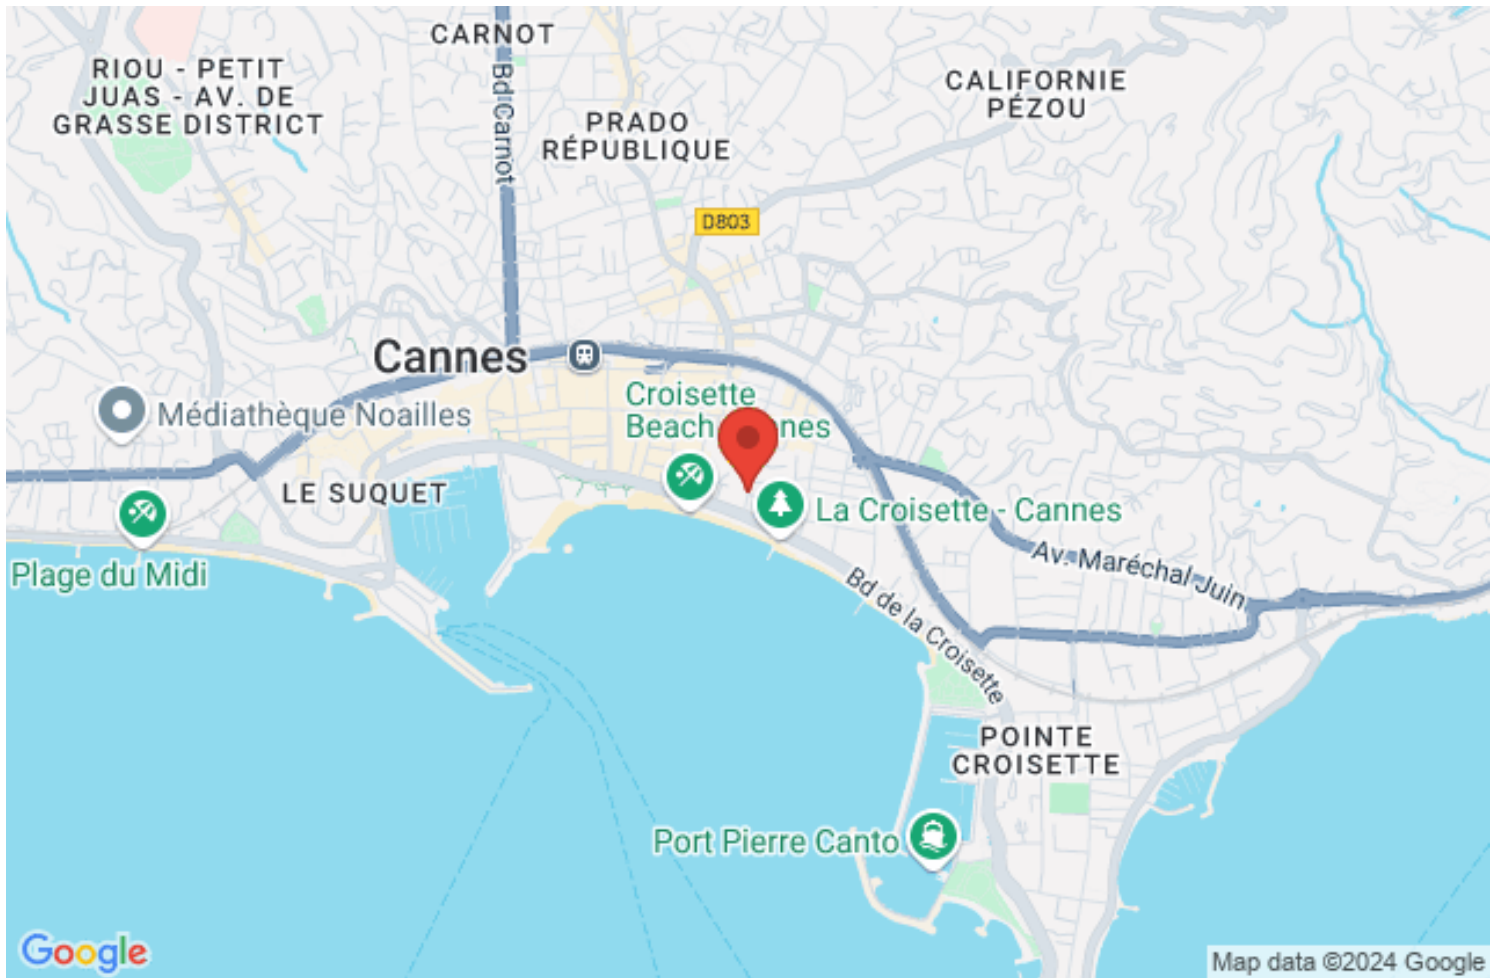 CARNOT
RIOU - PETIT
JUAS - AV. DE
GRASSE DISTRICT
Bd Carnot
PRADO
RÉPUBLIQUE
CALIFORNIE
PÉZOU
D803
Cannes
Croisette
Beach
Médiathèque Noailles
LE SUQUET
La Croisette - Cannes
Plage du Midi
Av. Maréchal Juin
Bd de la Croisette
POINTE
CROISETTE
Port Pierre Canto
Google
Map data ©2024 Google